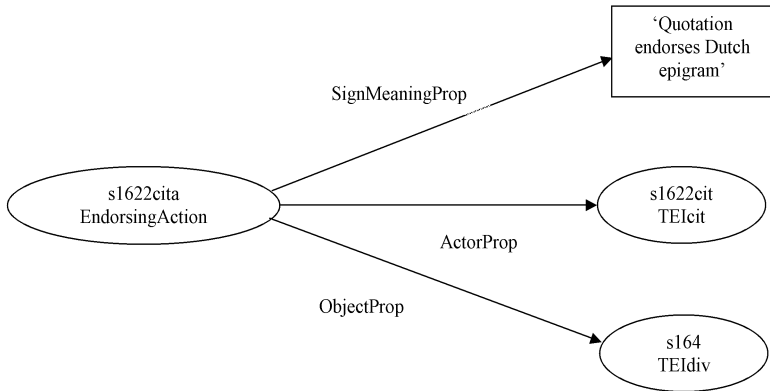 ‘Quotation
endorses Dutch
epigram’
SignMeaningProp
s1622cita
EndorsingAction
s1622cit
TEIcit
ActorProp
ObjectProp
s164
TEIdiv